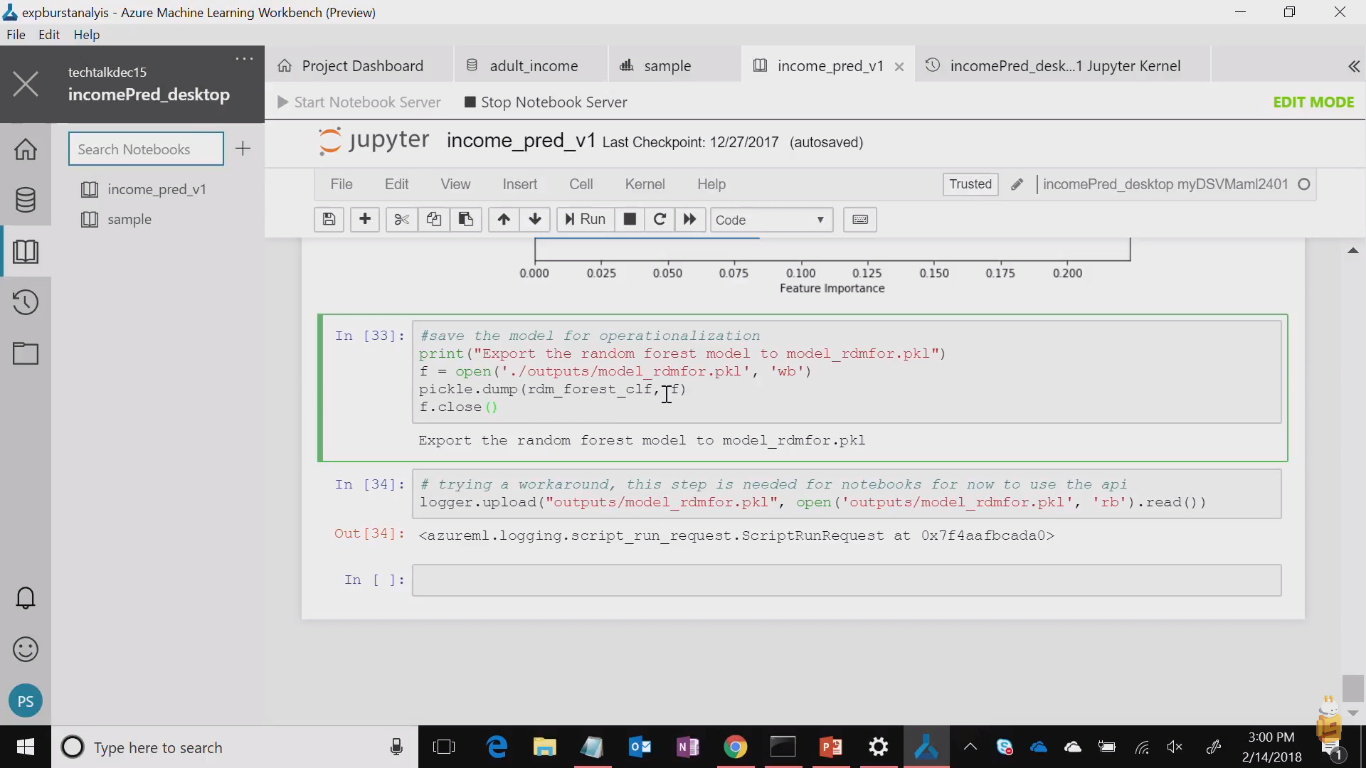 expburstanalyis - Azure Machine Learning Workbench (Preview)
File Edit Help
techtalkdec15
incomePred_desktop
Search Notebooks
income_pred_v1
sample
PS
Project Dashboard
adult_income
sample
income_pred_v1
incomePred_desk...1 Jupyter Kernel
Start Notebook Server
Stop Notebook Server
EDIT MODE
jupyter income_pred_v1 Last Checkpoint: 12/27/2017 (autosaved)
File Edit View Insert Cell Kernel Help
Trusted
incomePred_desktop myDSVMaml2401
Run
Code
0.000 0.025 0.050 0.075 0.100 0.125 0.150 0.175 0.200
Feature Importance
In [33]: #save the model for operationalization
print("Export the random forest model to model_rdmfor.pkl")
f = open('./outputs/model_rdmfor.pkl', 'wb')
pickle.dump(rdm_forest_clf, f)
f.close()
Export the random forest model to model_rdmfor.pkl
In [34]: # trying a workaround, this step is needed for notebooks for now to use the api
logger.upload("outputs/model_rdmfor.pkl", open('outputs/model_rdmfor.pkl', 'rb').read())
Out[34]: <azureml.logging.script_run_request.ScriptRunRequest at 0x7f4aafbcada0>
In [ ]:
Type here to search
3:00 PM
2/14/2018
1